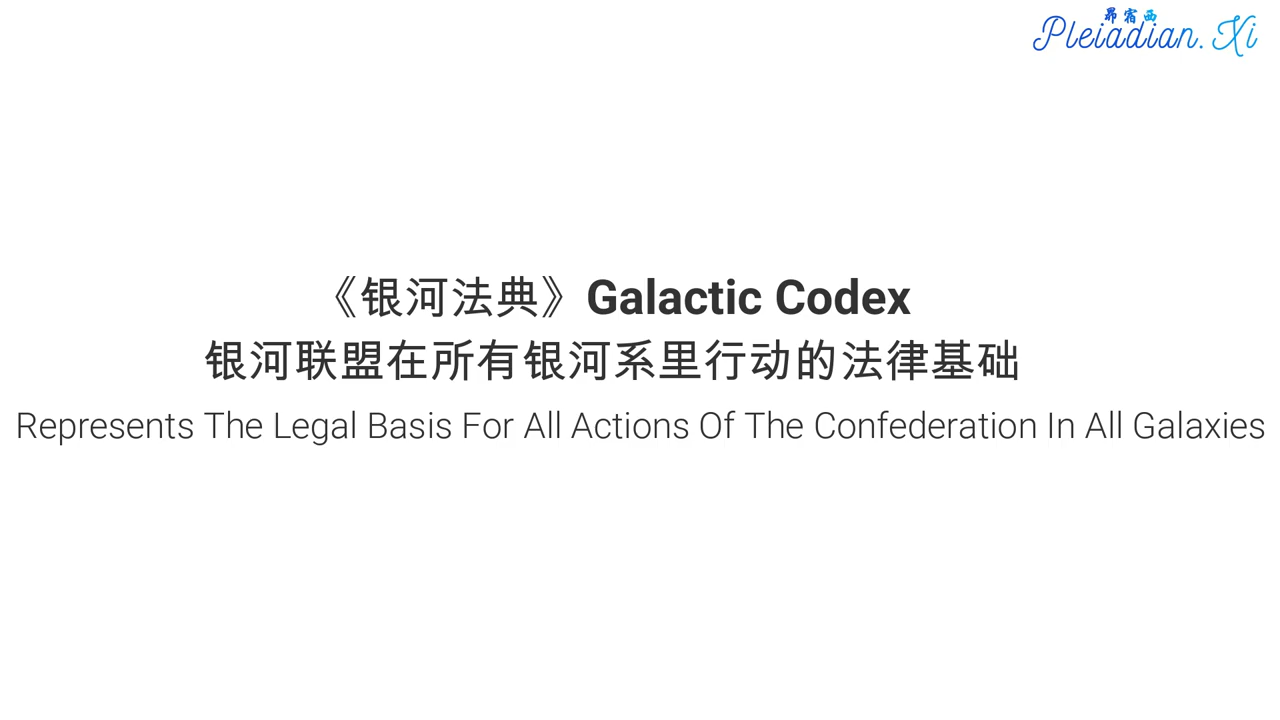 昴宿西
Pleiadian.Xi
《银河法典》Galactic Codex
银河联盟在所有银河系里行动的法律基础
Represents The Legal Basis For All Actions Of The Confederation In All Galaxies